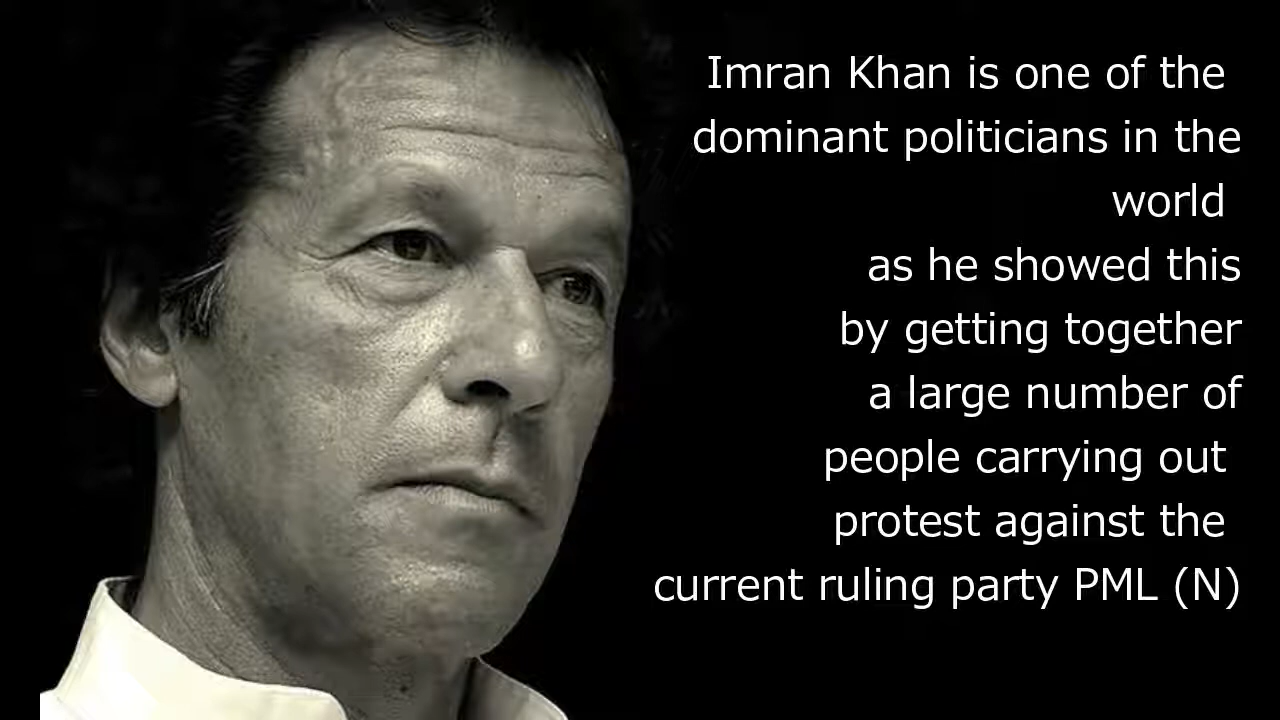 Imran Khan is one of the
dominant politicians in the
world
as he showed this
by getting together
a large number of
people carrying out
protest against the
current ruling party PML (N)